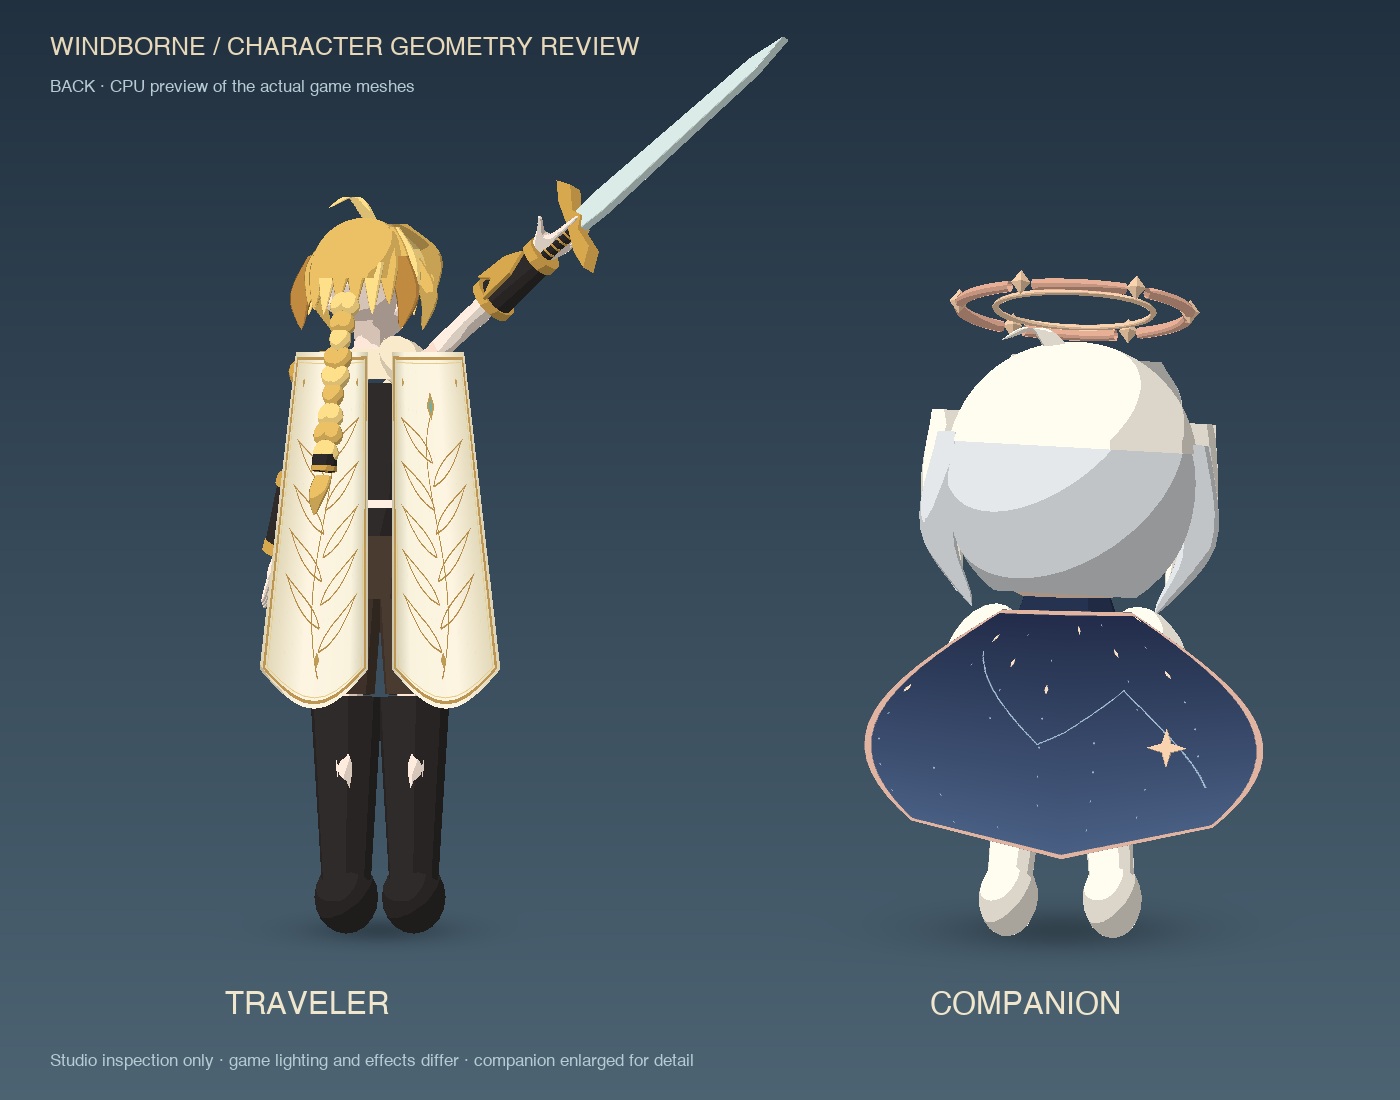 WINDBORNE / CHARACTER GEOMETRY REVIEW
BACK · CPU preview of the actual game meshes
TRAVELER
COMPANION
Studio inspection only · game lighting and effects differ · companion enlarged for detail